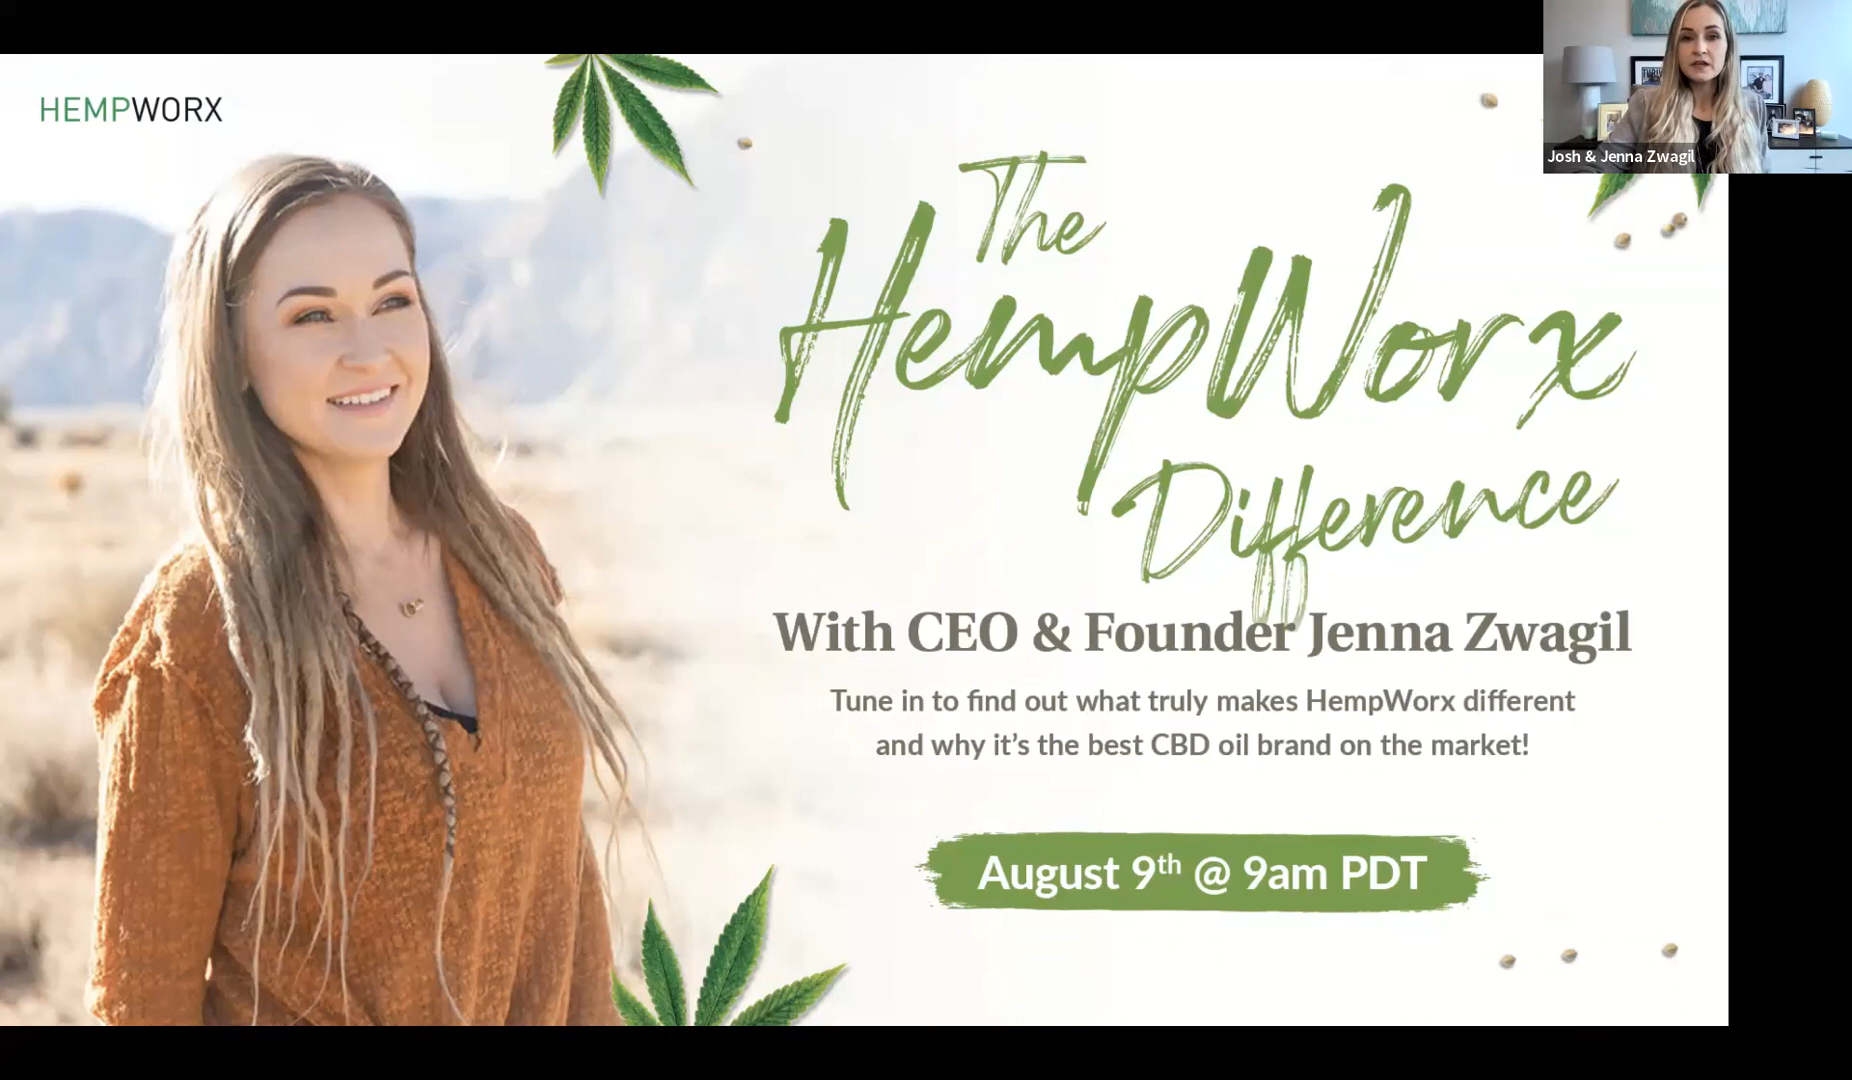 HEMPWORX
Josh & Jenna Zwagil
The
HempWorx
Difference
With CEO & Founder Jenna Zwagil
Tune in to find out what truly makes HempWorx different
and why it’s the best CBD oil brand on the market!
August 9th @ 9am PDT